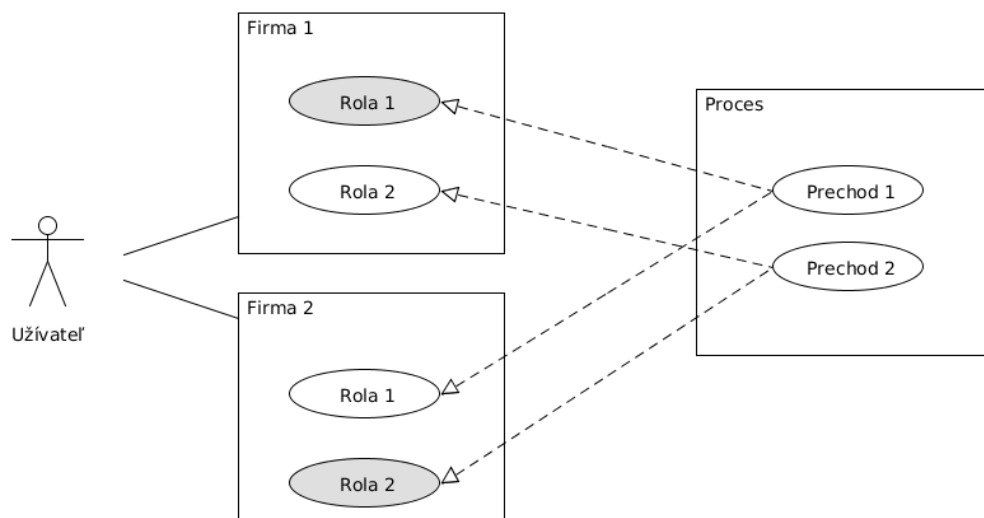 Firma 1
Rola 1
Rola 2
Proces
Prechod 1
Prechod 2
Užívateľ
Firma 2
Rola 1
Rola 2